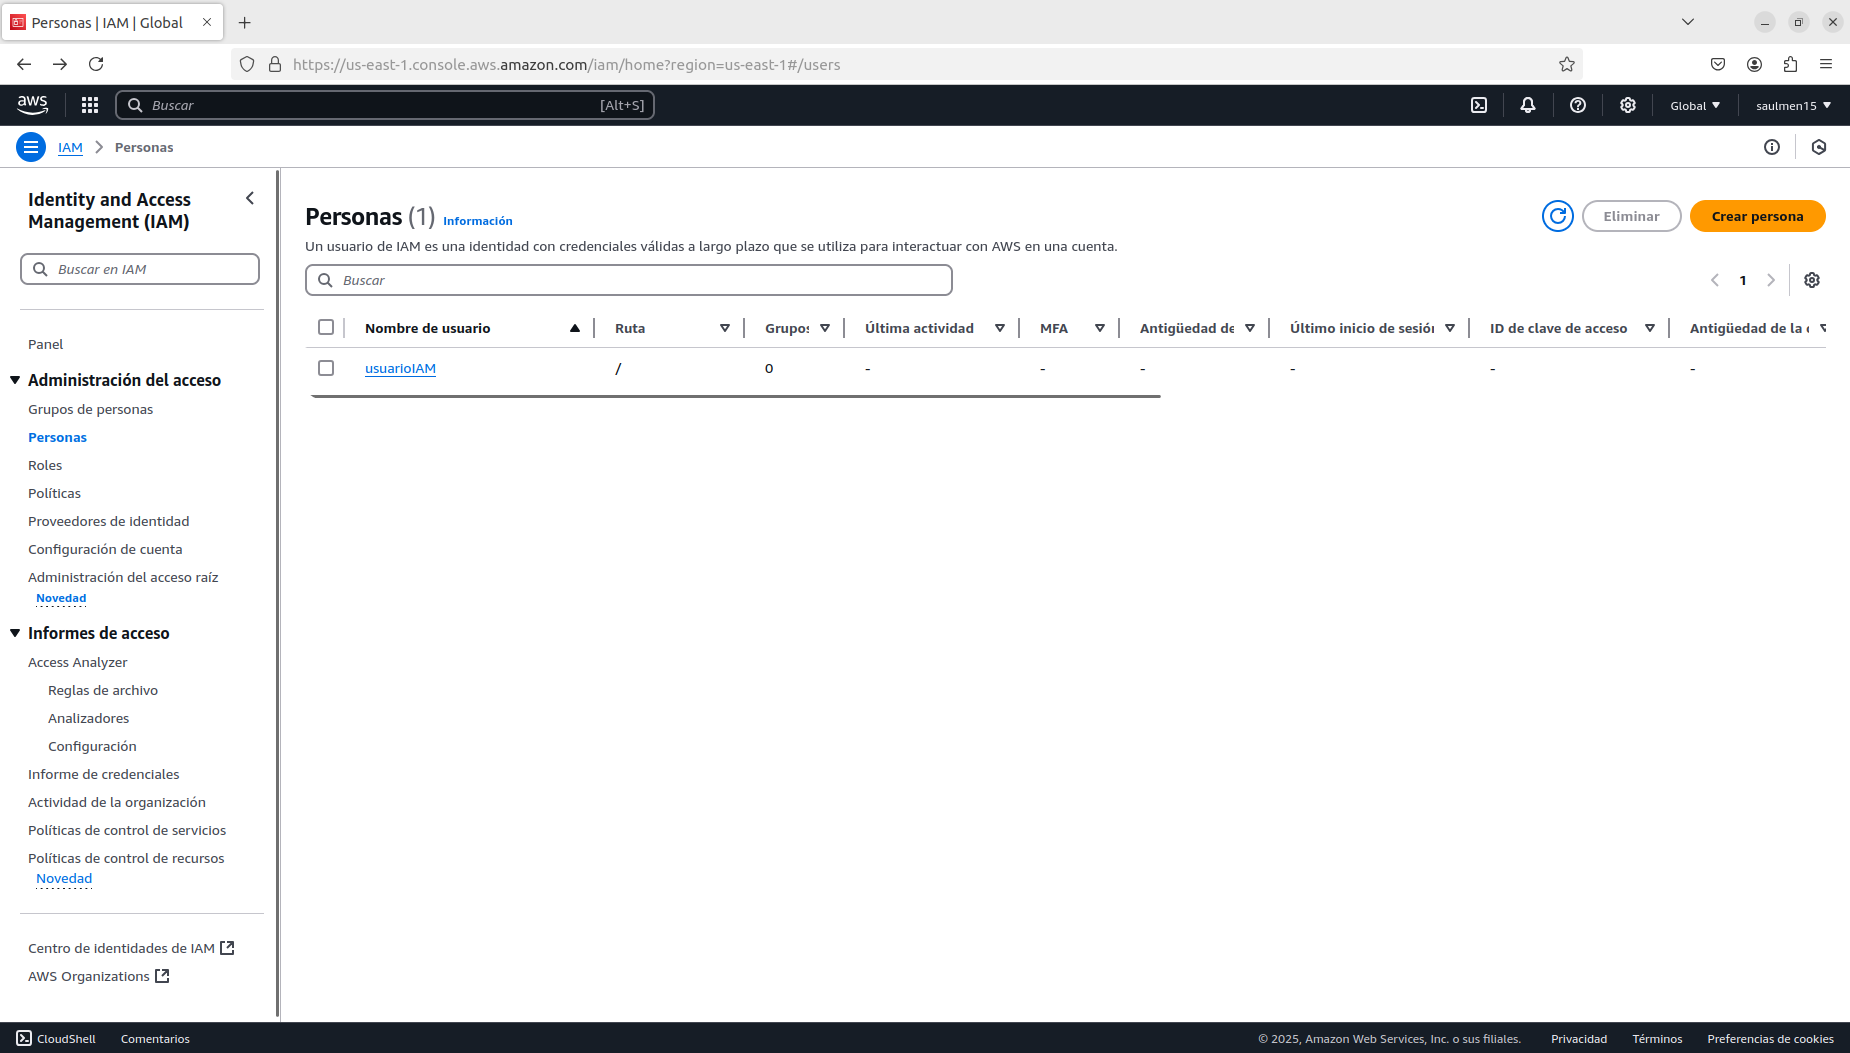 Personas | IAM | Global
https://us-east-1.console.aws.amazon.com/iam/home?region=us-east-1#/users
aws
Buscar
[Alt+S]
Global
saulmen15
IAM
Personas
Identity and Access
Management (IAM)
Buscar en IAM
Panel
Administración del acceso
Grupos de personas
Personas
Roles
Políticas
Proveedores de identidad
Configuración de cuenta
Administración del acceso raíz
Novedad
Informes de acceso
Access Analyzer
Reglas de archivo
Analizadores
Configuración
Informe de credenciales
Actividad de la organización
Políticas de control de servicios
Políticas de control de recursos
Novedad
Centro de identidades de IAM
AWS Organizations
Personas (1) Información
Eliminar
Crear persona
Un usuario de IAM es una identidad con credenciales válidas a largo plazo que se utiliza para interactuar con AWS en una cuenta.
Buscar
1
Nombre de usuario Ruta Grupos Última actividad MFA Antigüedad de Último inicio de sesión ID de clave de acceso Antigüedad de la
usuarioIAM / 0 - - - - - -
CloudShell Comentarios
© 2025, Amazon Web Services, Inc. o sus filiales. Privacidad Términos Preferencias de cookies